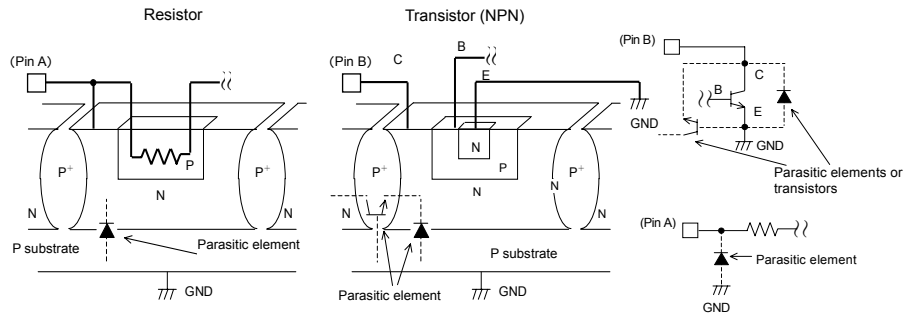 Resistor
(Pin A)
P+
P
P+
N
N
N
P substrate
Parasitic element
GND
Transistor (NPN)
(Pin B)
C
B
E
GND
P+
N
P
P+
N
N
N
N
P substrate
Parasitic element
GND
(Pin B)
C
B
E
GND
Parasitic elements or
transistors
(Pin A)
Parasitic element
GND